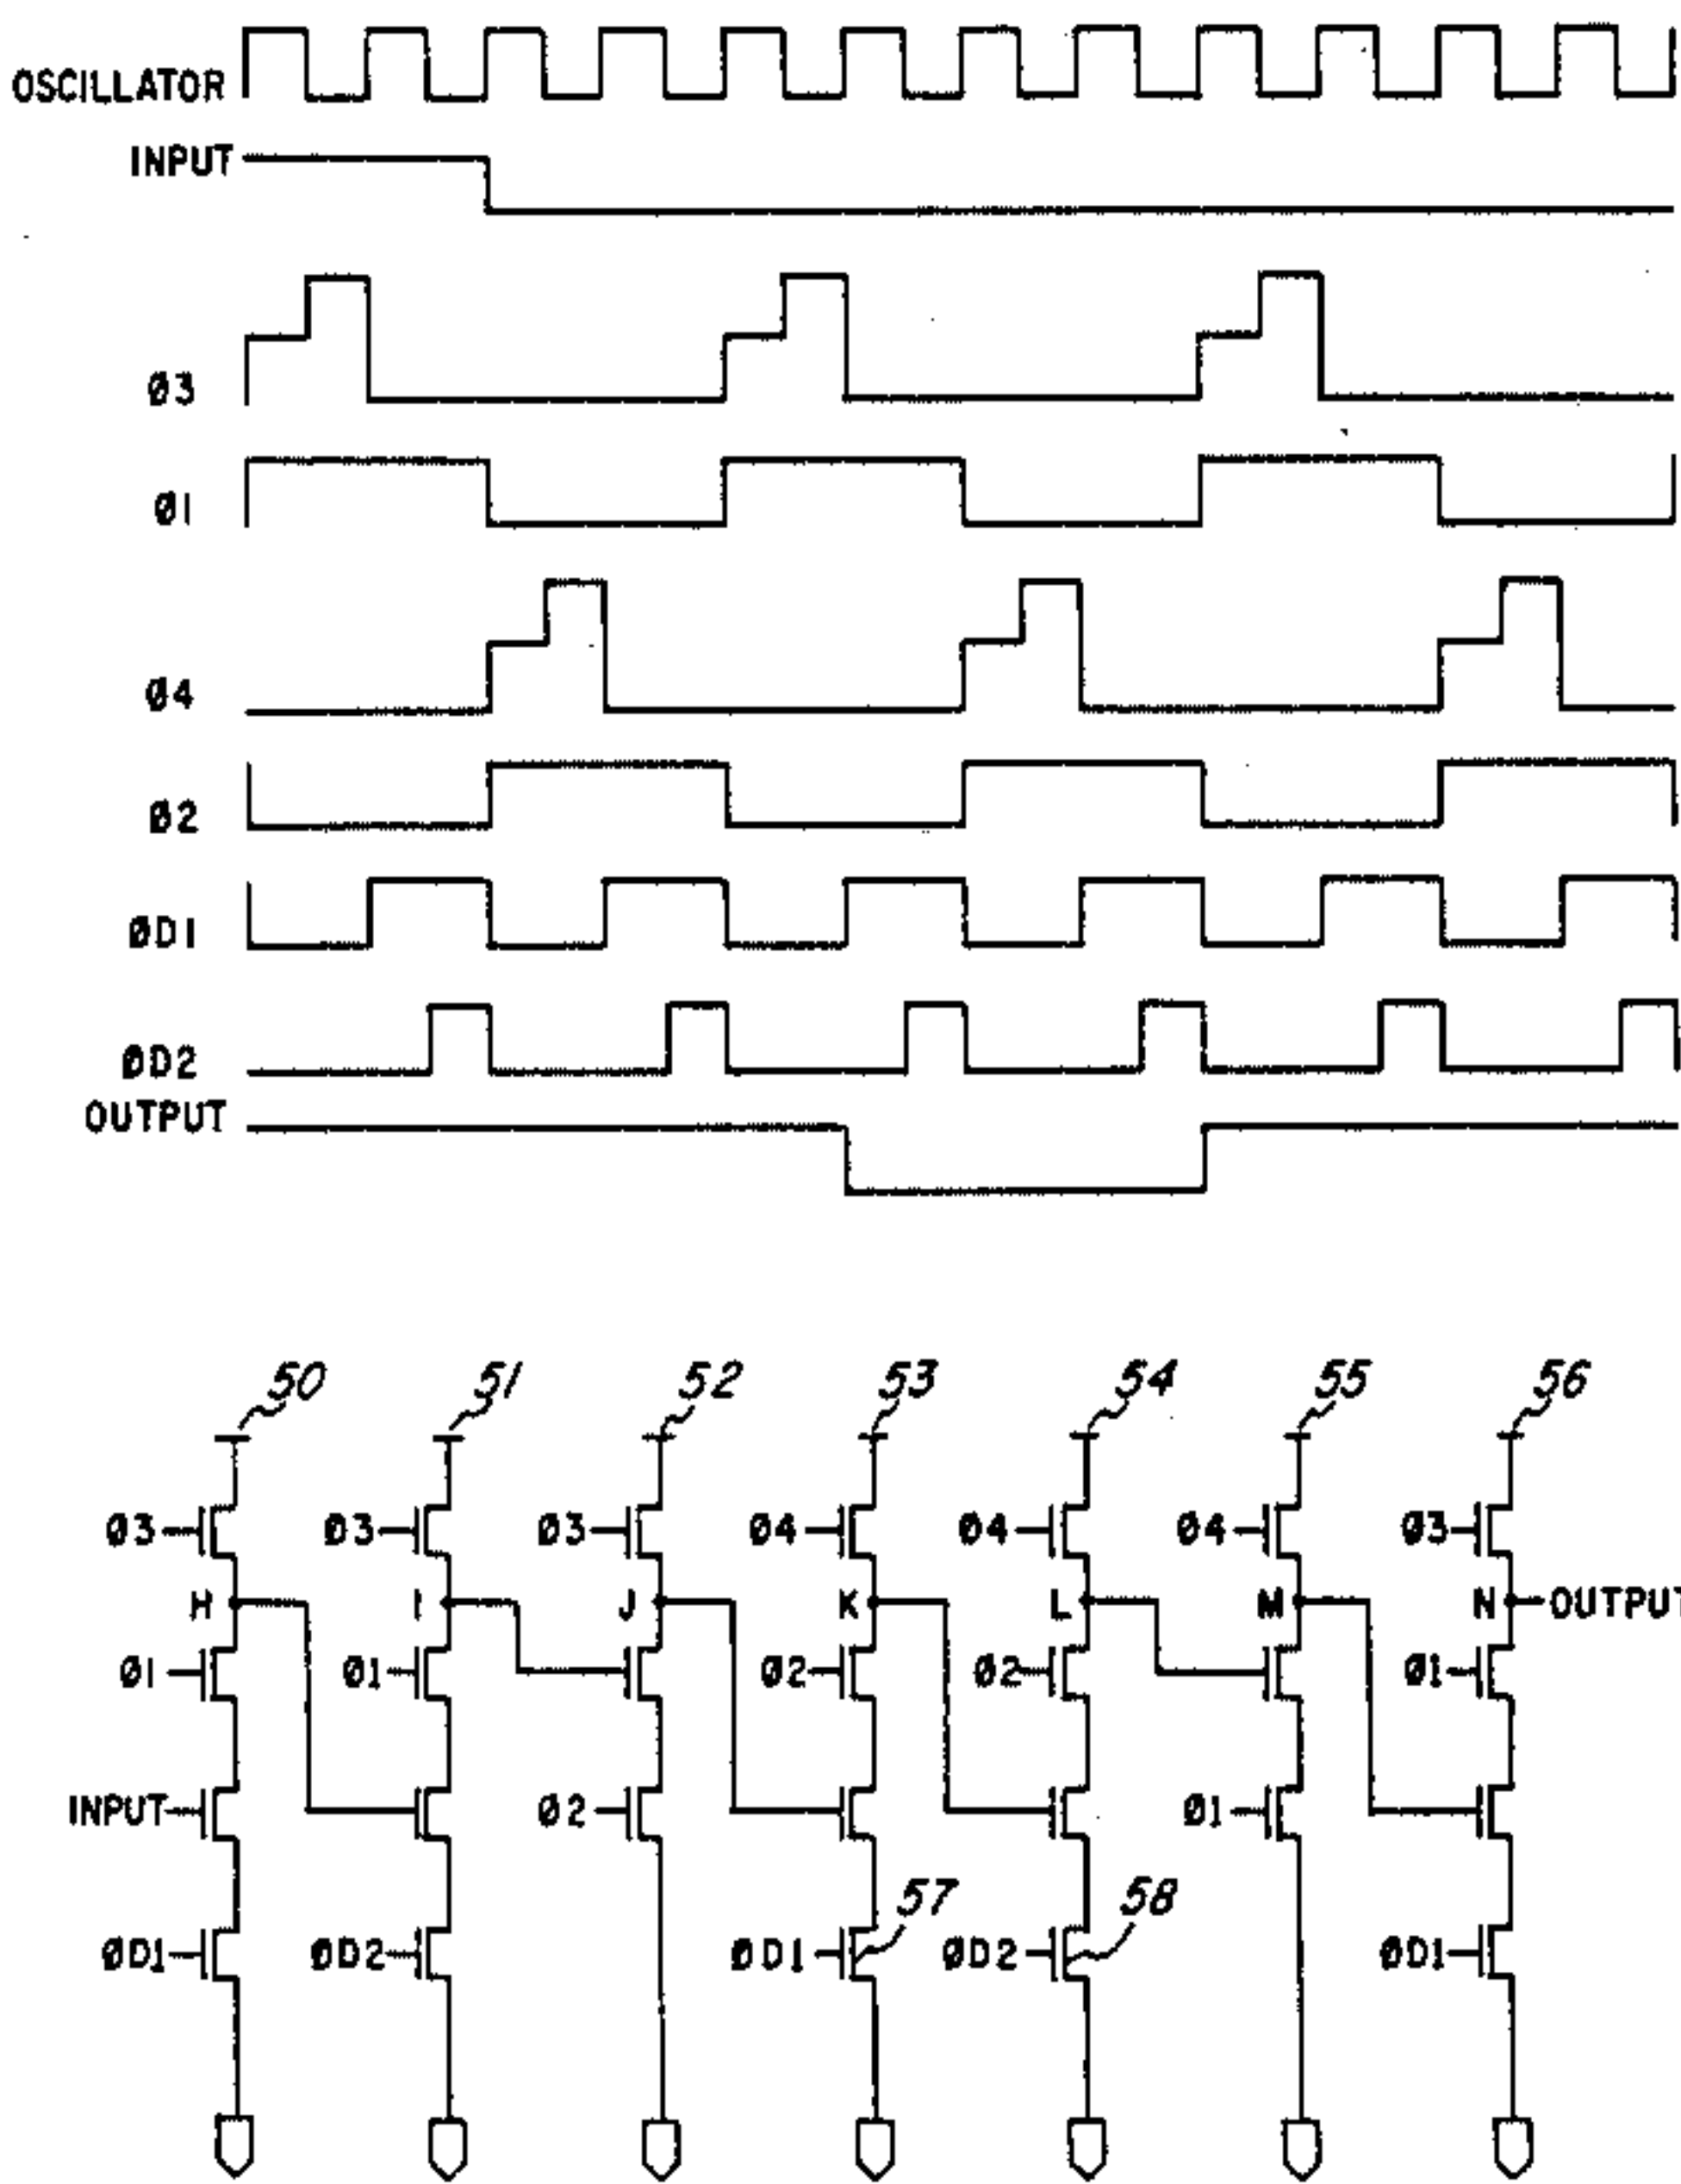 OSCILLATOR
INPUT
Ø3
Ø1
Ø4
Ø2
ØD1
ØD2
OUTPUT
50 51 52 53 54 55 56
Ø3 Ø3 Ø3 Ø4 Ø4 Ø4 Ø3
H I J K L M N OUTPUT
Ø1 Ø1 Ø2 Ø2 Ø1
INPUT Ø2 Ø1
57 58
ØD1 ØD2 ØD1 ØD2 ØD1